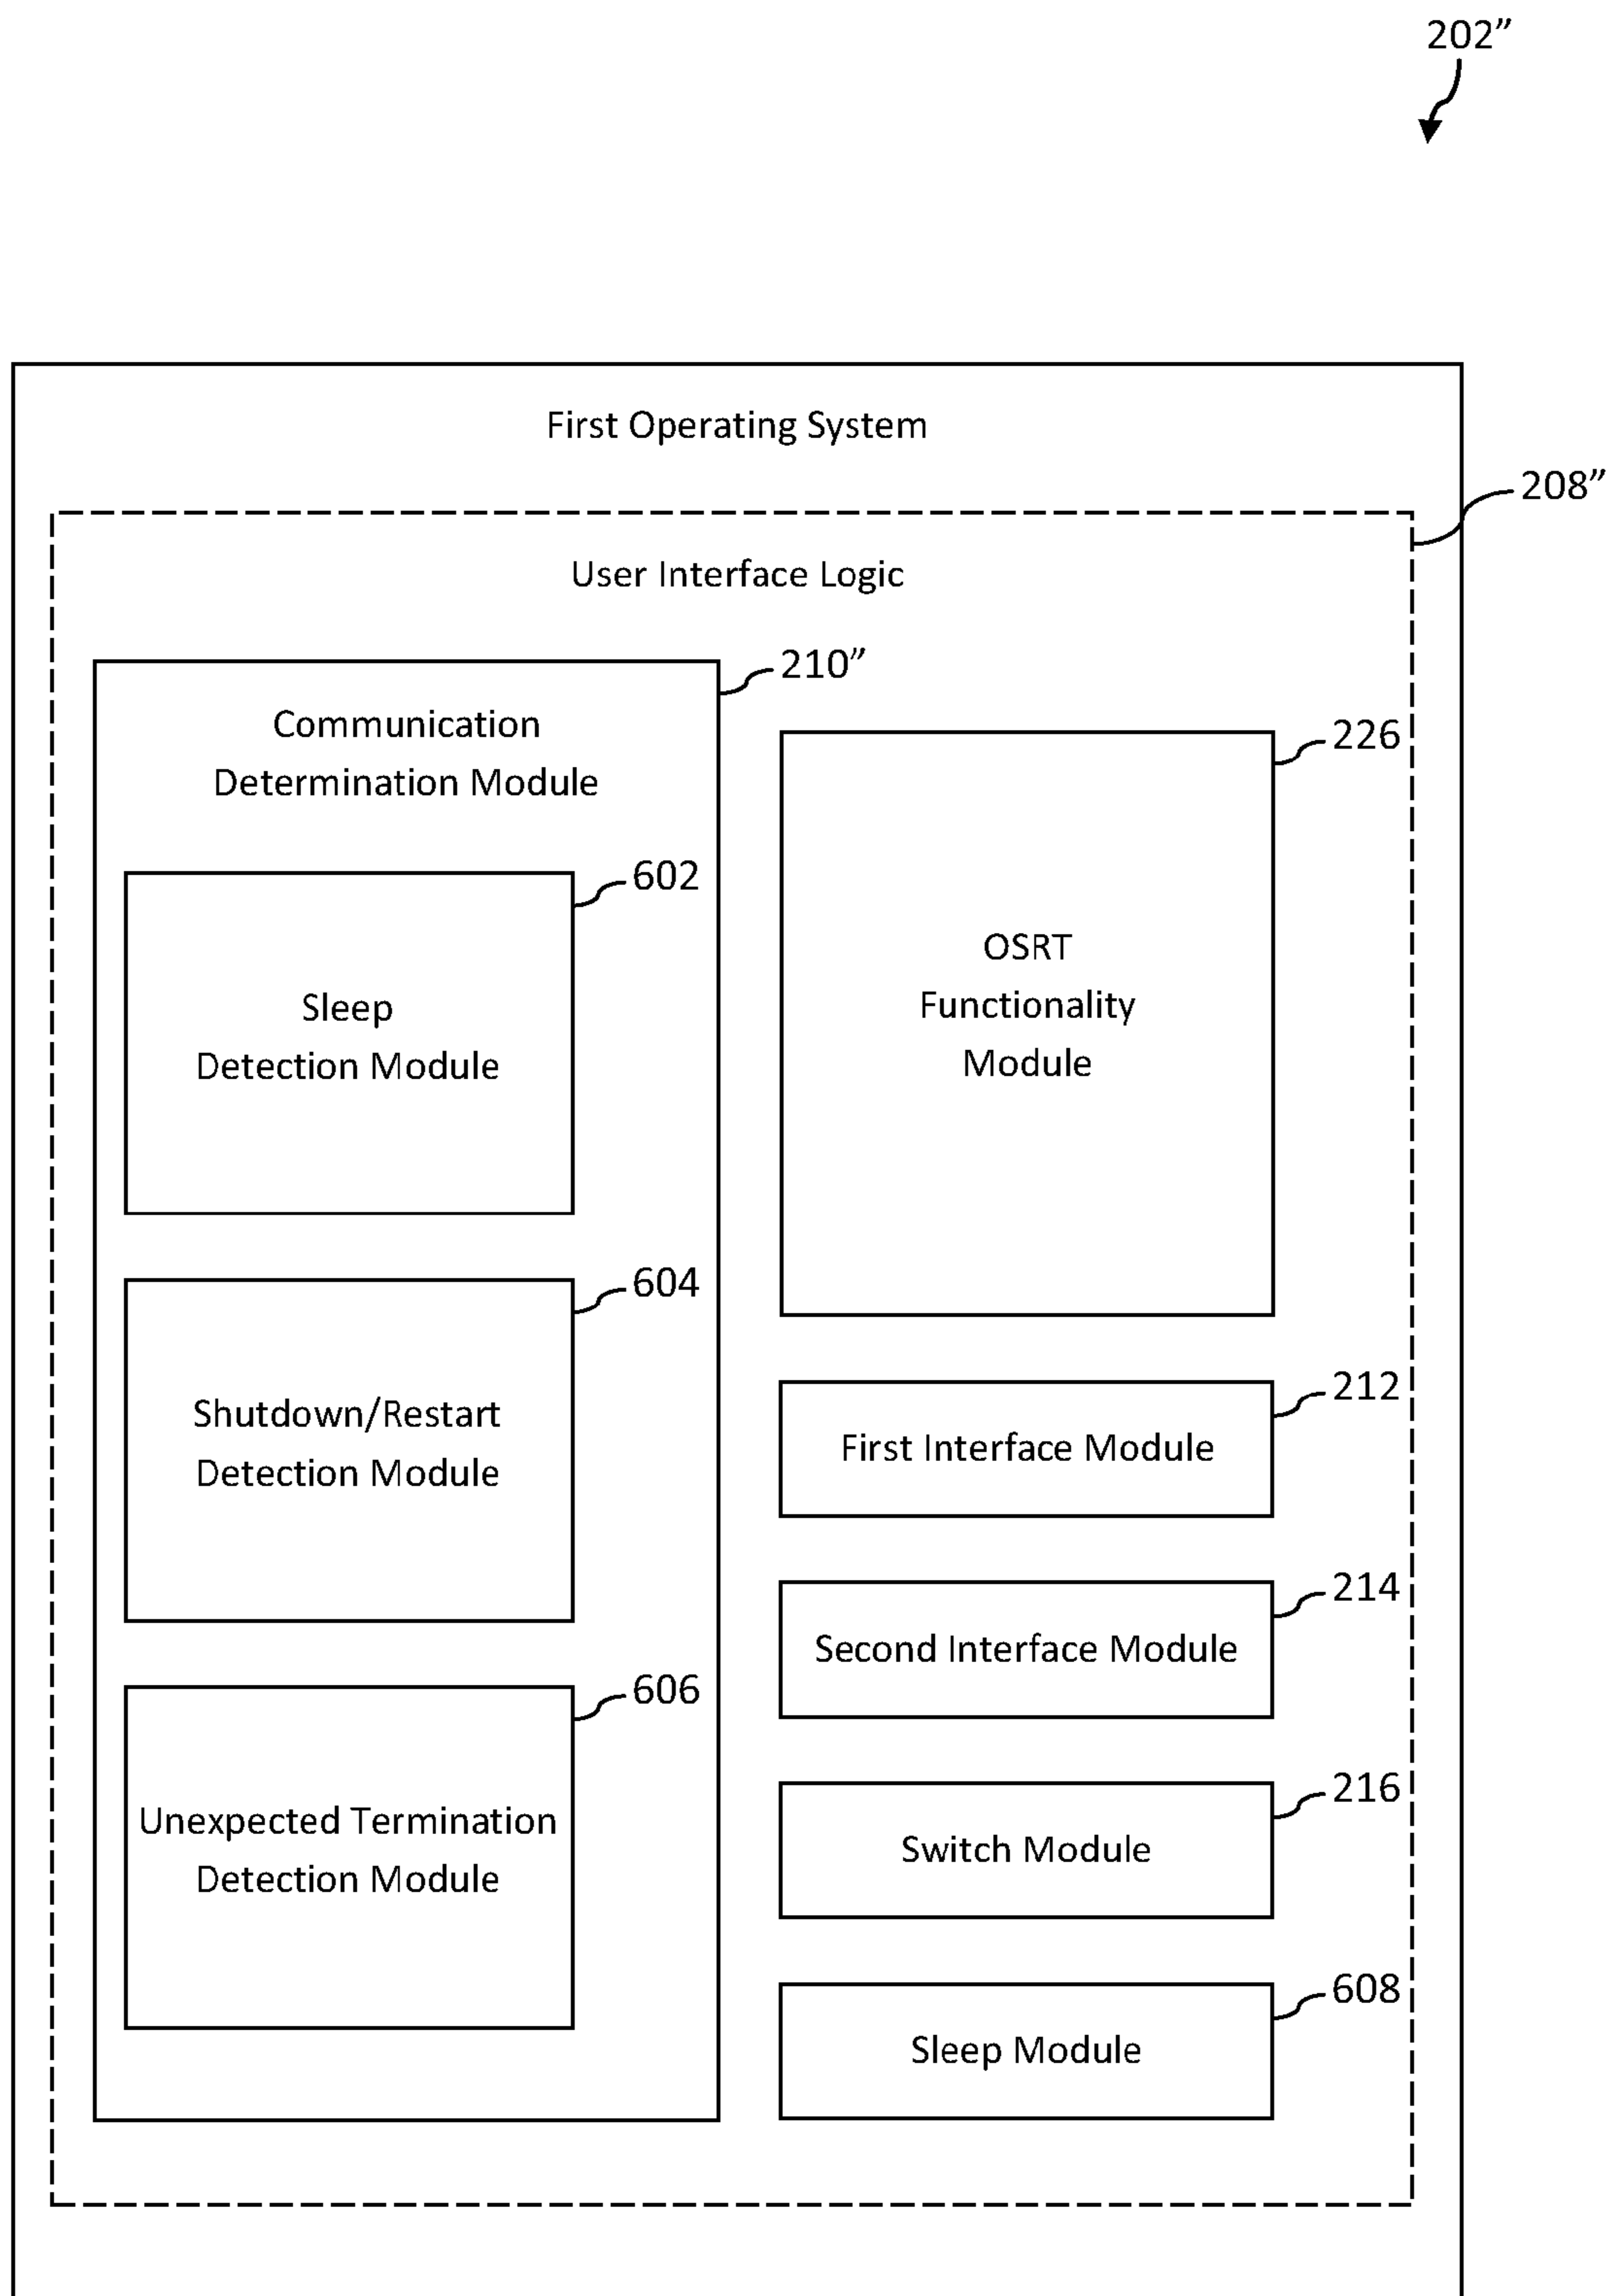 202”
First Operating System
208”
User Interface Logic
210”
Communication
Determination Module
226
602
OSRT
Functionality
Module
Sleep
Detection Module
604
212
Shutdown/Restart
Detection Module
First Interface Module
214
Second Interface Module
606
216
Unexpected Termination
Detection Module
Switch Module
608
Sleep Module